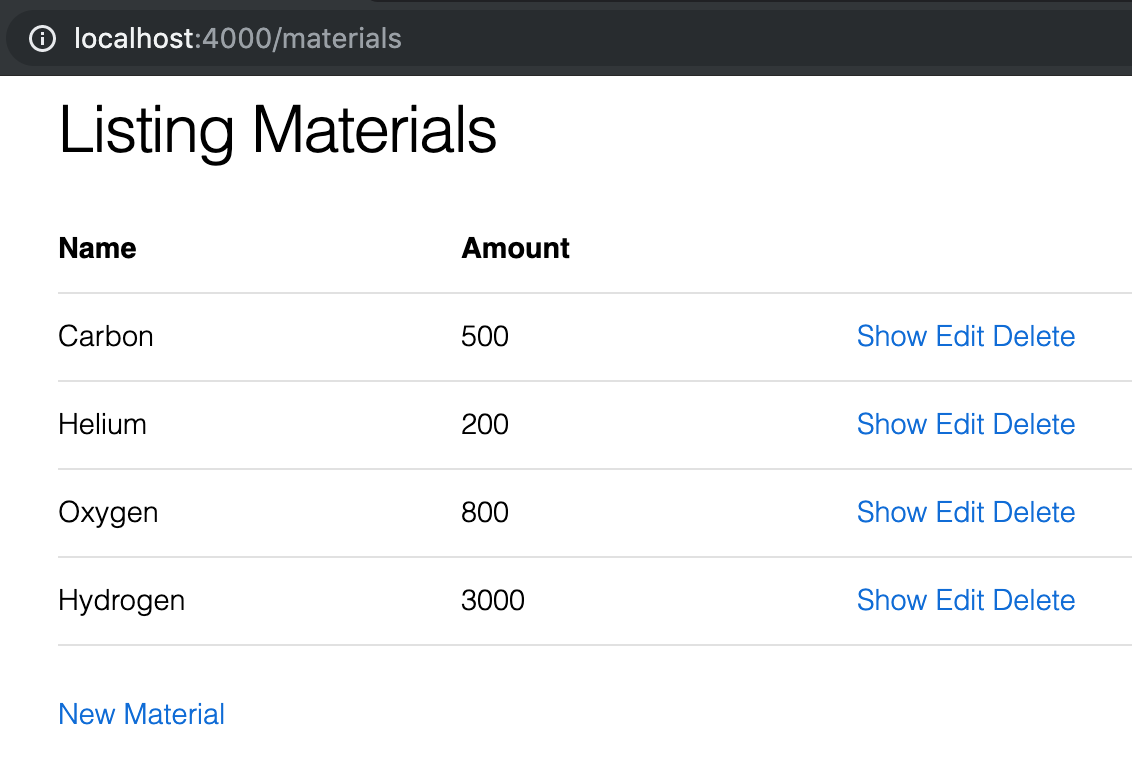 localhost:4000/materials
Listing Materials
Name Amount
Carbon 500 Show Edit Delete
Helium 200 Show Edit Delete
Oxygen 800 Show Edit Delete
Hydrogen 3000 Show Edit Delete
New Material